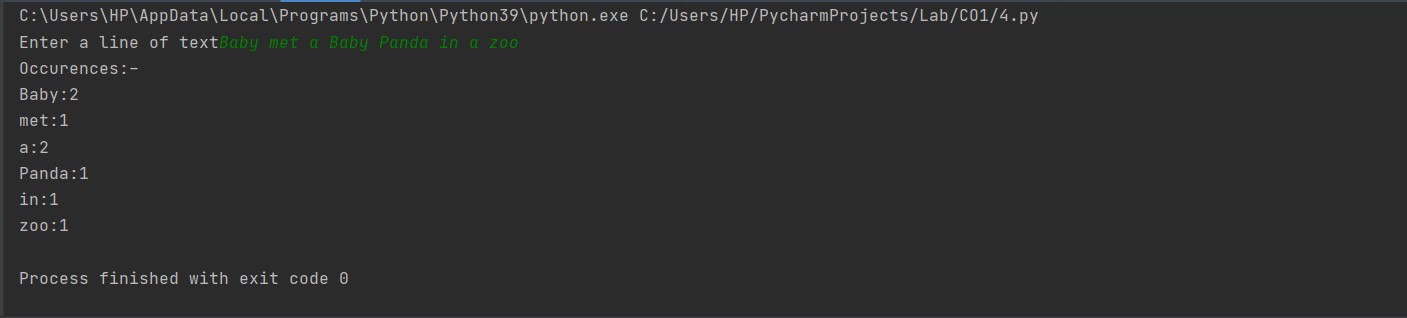 C:\Users\HP\AppData\Local\Programs\Python\Python39\python.exe C:/Users/HP/PycharmProjects/Lab/CO1/4.py
Enter a line of textBaby met a Baby Panda in a zoo
Occurences:-
Baby:2
met:1
a:2
Panda:1
in:1
zoo:1
Process finished with exit code 0